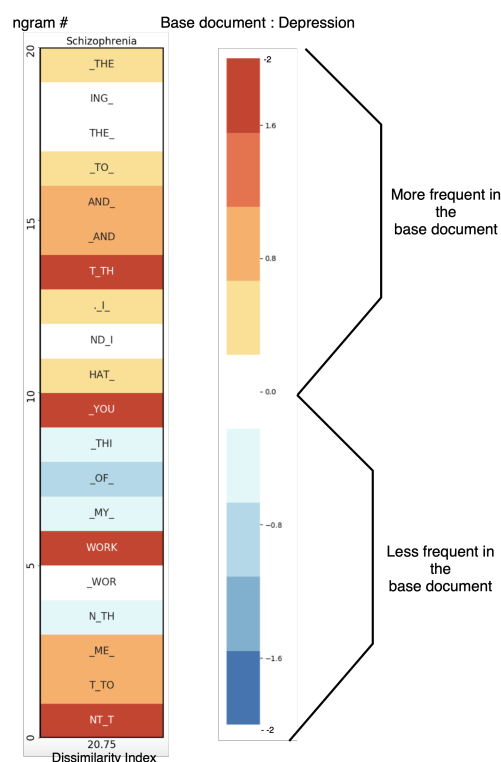 ngram #
Base document : Depression
Schizophrenia
20
_THE
ING_
THE_
_TO_
15
AND_
_AND
T_TH
._I_
ND_I
HAT_
10
_YOU
_THI
_OF_
_MY_
WORK
5
_WOR
N_TH
_ME_
T_TO
NT_T
0
20.75
Dissimilarity Index
-2
1.6
0.8
0.0
−0.8
−1.6
-2
More frequent in
the
base document
Less frequent in
the
base document